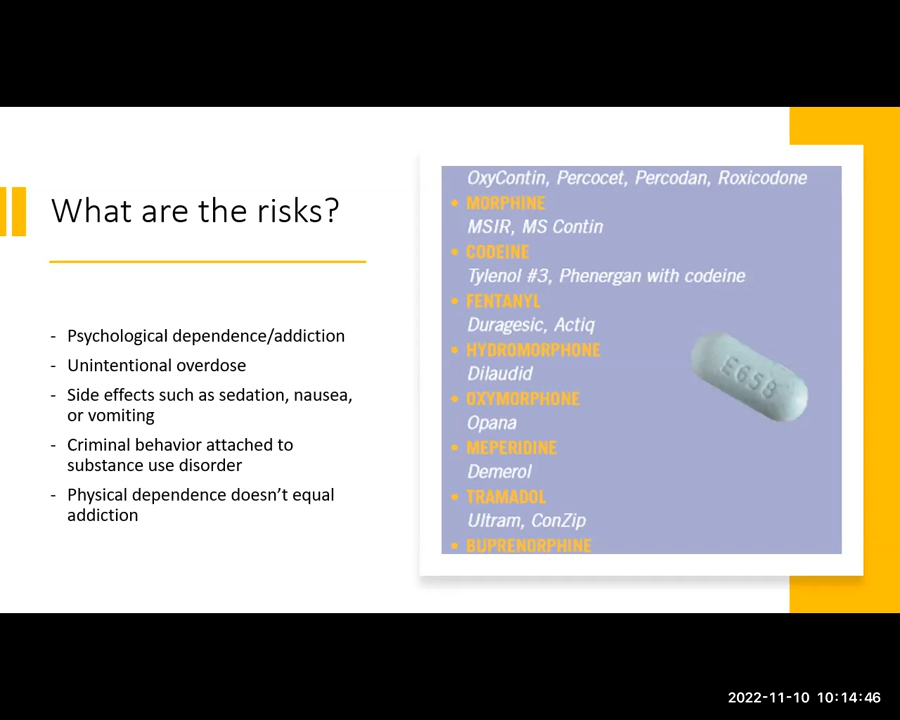 What are the risks?
- Psychological dependence/addiction
- Unintentional overdose
- Side effects such as sedation, nausea,
or vomiting
- Criminal behavior attached to
substance use disorder
- Physical dependence doesn't equal
addiction
OxyContin, Percocet, Percodan, Roxicodone
• MORPHINE
MSIR, MS Contin
• CODEINE
Tylenol #3, Phenergan with codeine
• FENTANYL
Duragesic, Actiq
• HYDROMORPHONE
Dilaudid
• OXYMORPHONE
Opana
• MEPERIDINE
Demerol
• TRAMADOL
Ultram, ConZip
• BUPRENORPHINE
E658
2022-11-10 10:14:46